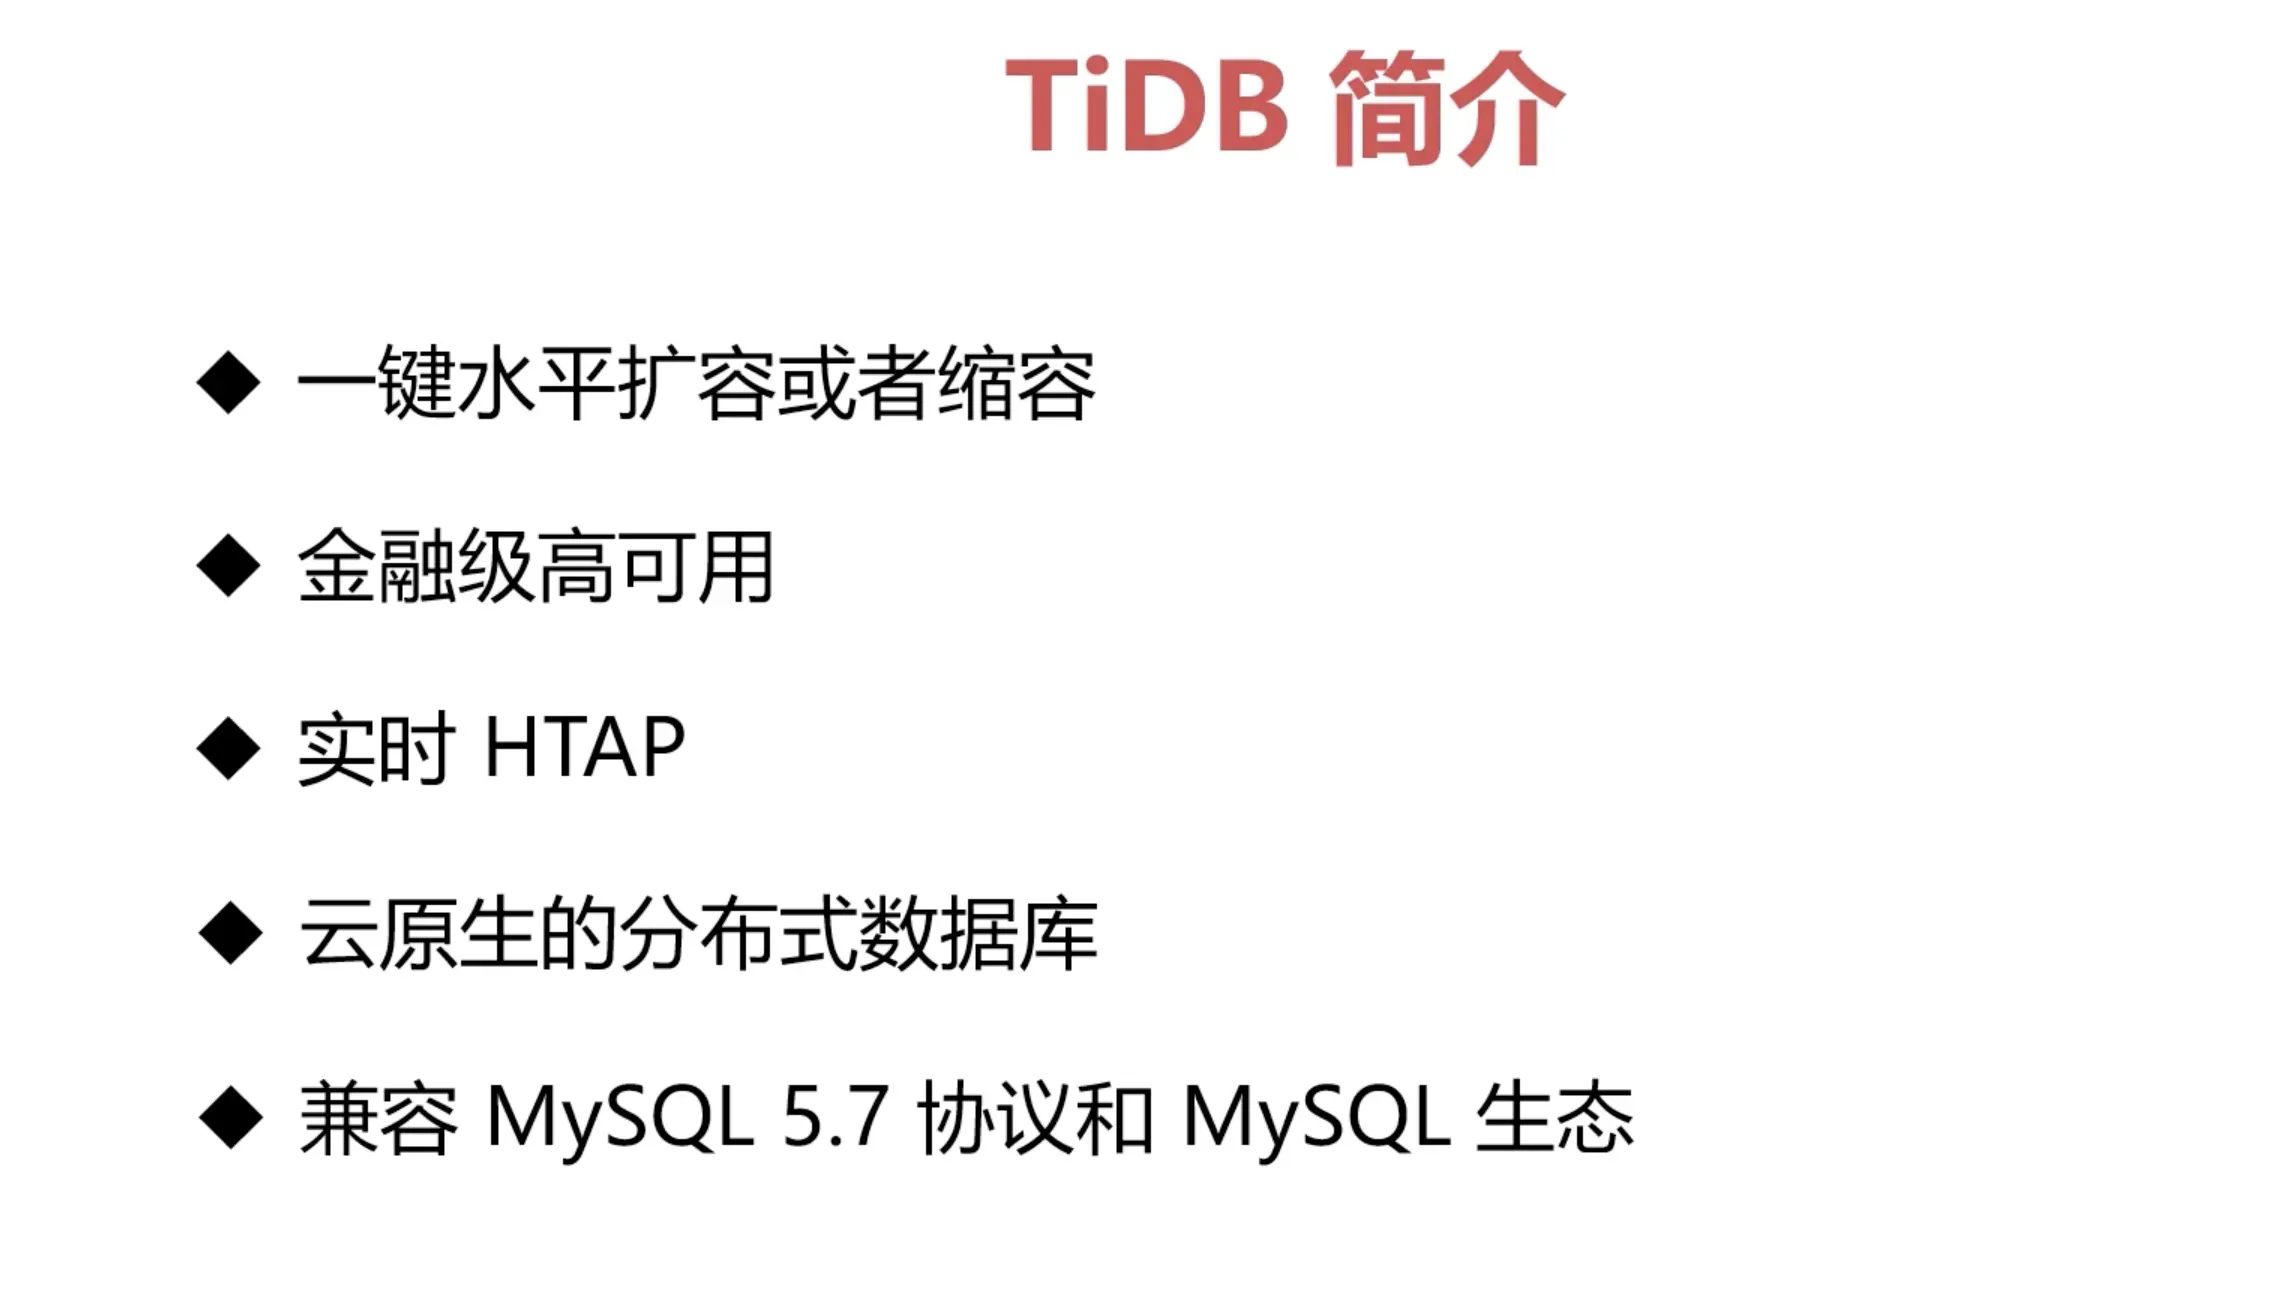 TiDB 简介
◆ 一键水平扩容或者缩容
◆ 金融级高可用
◆ 实时 HTAP
◆ 云原生的分布式数据库
◆ 兼容 MySQL 5.7 协议和 MySQL 生态